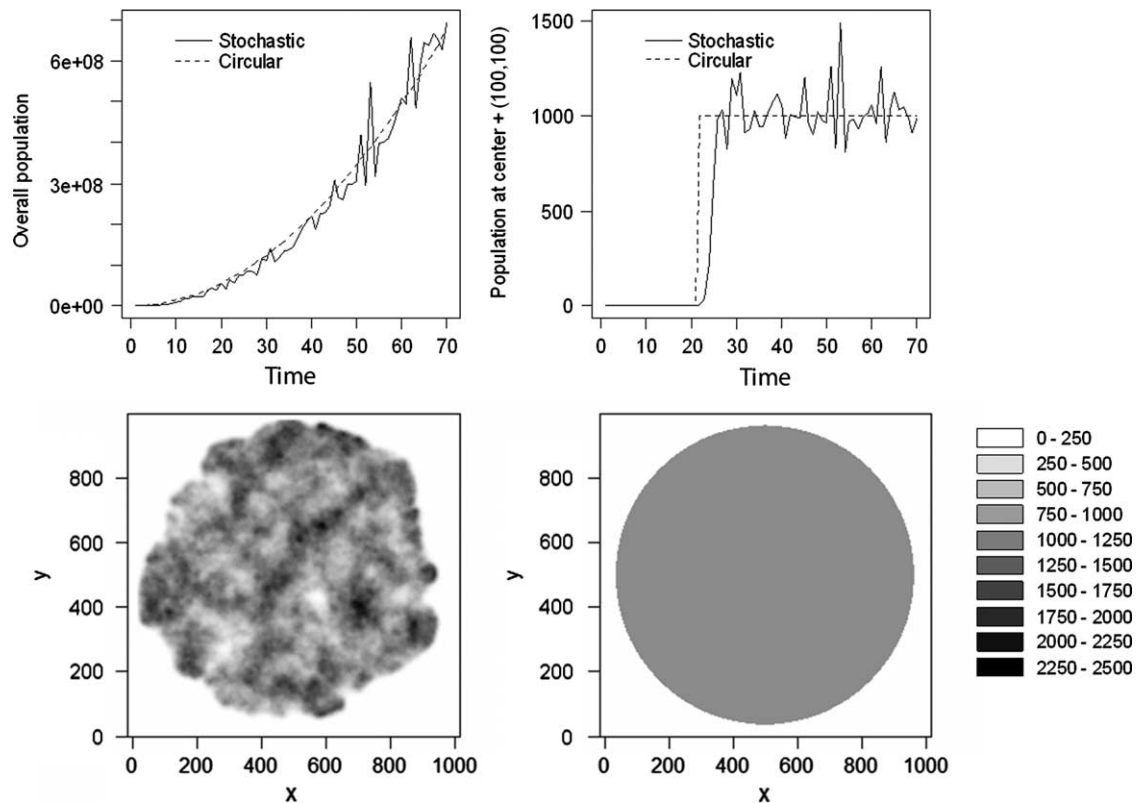 Overall population
6e+08
3e+08
0e+00
Stochastic
Circular
0 10 20 30 40 50 60 70
Time
Population at center + (100,100)
1500
1000
500
0
Stochastic
Circular
0 10 20 30 40 50 60 70
Time
y
800
600
400
200
0
0 200 400 600 800 1000
X
y
800
600
400
200
0
0 200 400 600 800 1000
X
0 - 250
250 - 500
500 - 750
750 - 1000
1000 - 1250
1250 - 1500
1500 - 1750
1750 - 2000
2000 - 2250
2250 - 2500